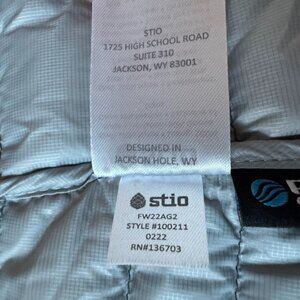 STIO
1725 HIGH SCHOOL ROAD
SUITE 310
JACKSON, WY 83001
DESIGNED IN
JACKSON HOLE, WY
stio
FW22AG2
STYLE #100211
0222
RN#136703